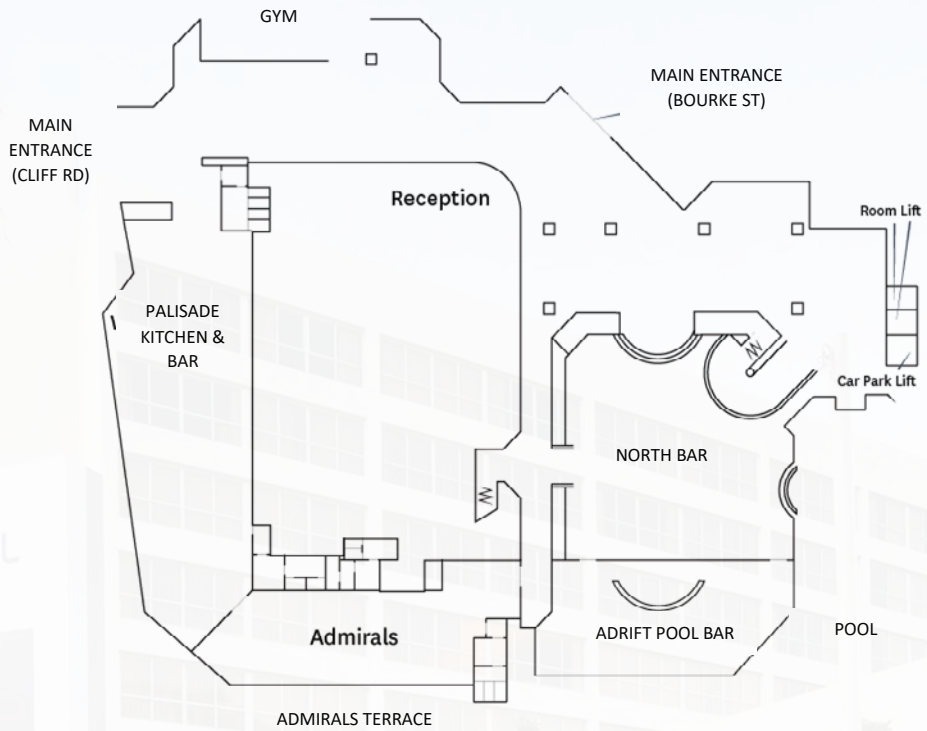 GYM
MAIN ENTRANCE
(BOURKE ST)
MAIN
ENTRANCE
(CLIFF RD)
Reception
Room Lift
PALISADE
KITCHEN &
BAR
Car Park Lift
NORTH BAR
Admirals
ADRIFT POOL BAR
POOL
ADMIRALS TERRACE